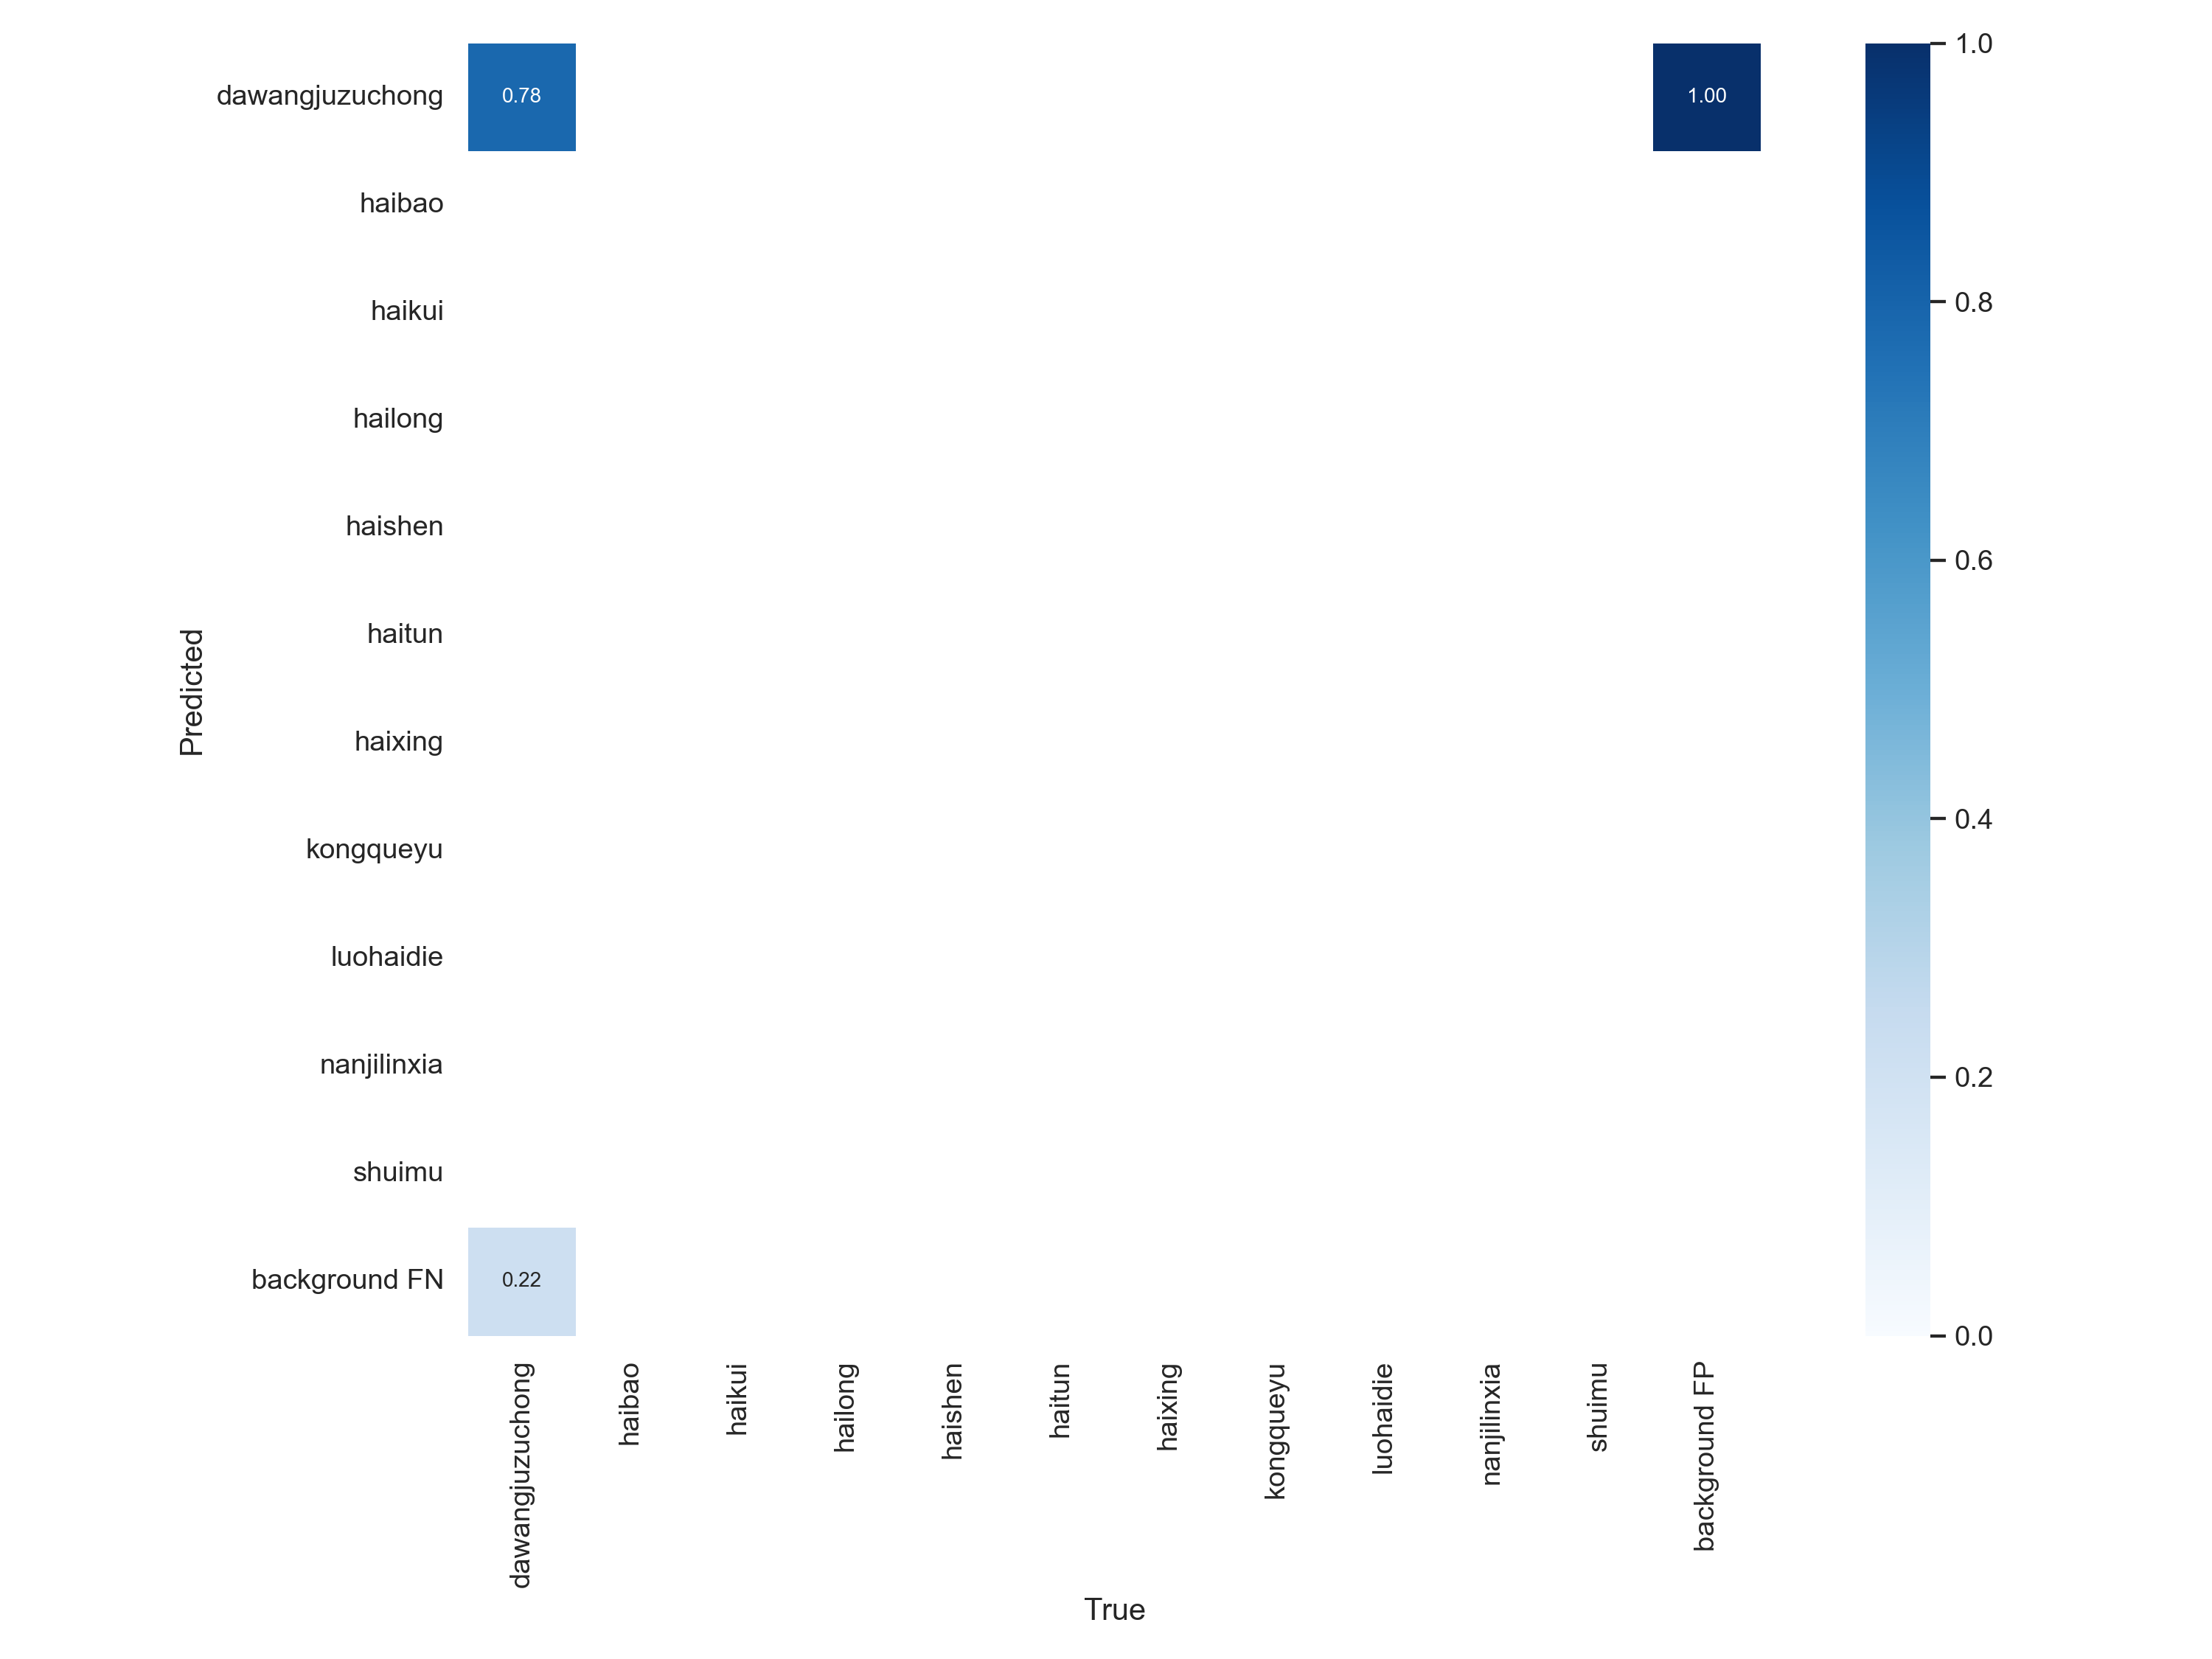 dawangjuzuchong
haibao
haikui
hailong
haishen
haitun
haixing
kongqueyu
luohaidie
nanjilinxia
shuimu
background FN
Predicted
0.78
1.00
0.22
dawangjuzuchong
haibao
haikui
hailong
haishen
haitun
haixing
kongqueyu
luohaidie
nanjilinxia
shuimu
background FP
True
1.0
0.8
0.6
0.4
0.2
0.0